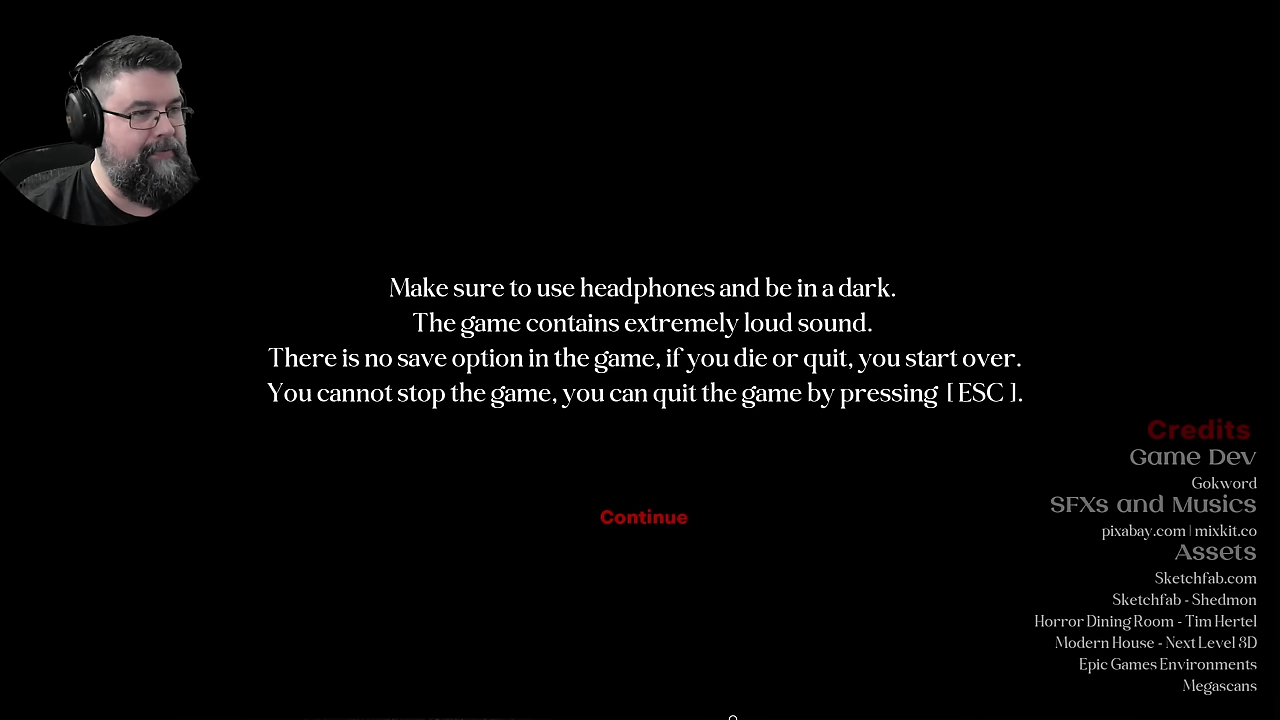 Make sure to use headphones and be in a dark.
The game contains extremely loud sound.
There is no save option in the game, if you die or quit, you start over.
You cannot stop the game, you can quit the game by pressing [ ESC ].
Continue
Credits
Game Dev
Gokword
SFXs and Musics
pixabay.com | mixkit.co
Assets
Sketchfab.com
Sketchfab - Shedmon
Horror Dining Room - Tim Hertel
Modern House - Next Level 3D
Epic Games Environments
Megascans